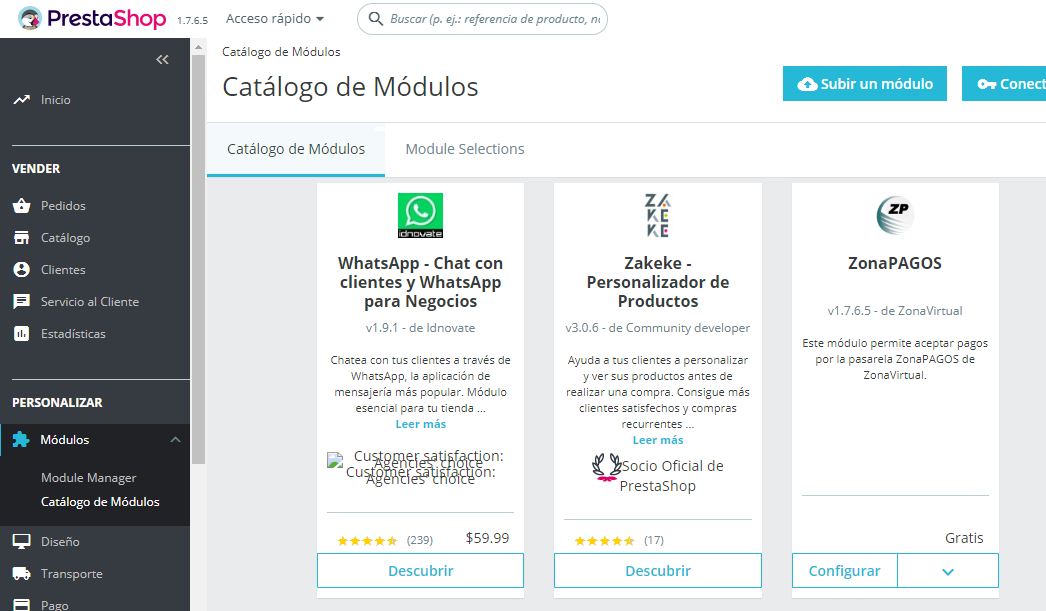 PrestaShop 1.7.6.5 Acceso rápido
Buscar (p. ej.: referencia de producto, n
Inicio
VENDER
Pedidos
Catálogo
Clientes
Servicio al Cliente
Estadísticas
PERSONALIZAR
Módulos
Module Manager
Catálogo de Módulos
Diseño
Transporte
Pago
Catálogo de Módulos
Catálogo de Módulos
Subir un módulo
Conect
Catálogo de Módulos
Module Selections
idnovate
WhatsApp - Chat con
clientes y WhatsApp
para Negocios
v1.9.1 - de Idnovate
Chatea con tus clientes a través de
WhatsApp, la aplicación de
mensajería más popular. Módulo
esencial para tu tienda ...
Leer más
Customer satisfaction:
Agencies' choice
Customer satisfaction:
Agencies' choice
(239) $59.99
Descubrir
ZA
KE
KE
Zakeke -
Personalizador de
Productos
v3.0.6 - de Community developer
Ayuda a tus clientes a personalizar
y ver sus productos antes de
realizar una compra. Consigue más
clientes satisfechos y compras
recurrentes ...
Leer más
Socio Oficial de
PrestaShop
(17)
Descubrir
ZP
ZonaPAGOS
v1.7.6.5 - de ZonaVirtual
Este módulo permite aceptar pagos
por la pasarela ZonaPAGOS de
ZonaVirtual.
Gratis
Configurar